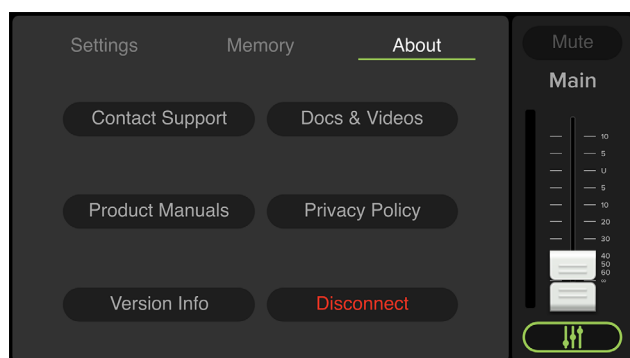 Settings Memory About
Mute
Main
Contact Support Docs & Videos
Product Manuals Privacy Policy
Version Info Disconnect
10
5
U
5
10
20
30
40
50
60
∞